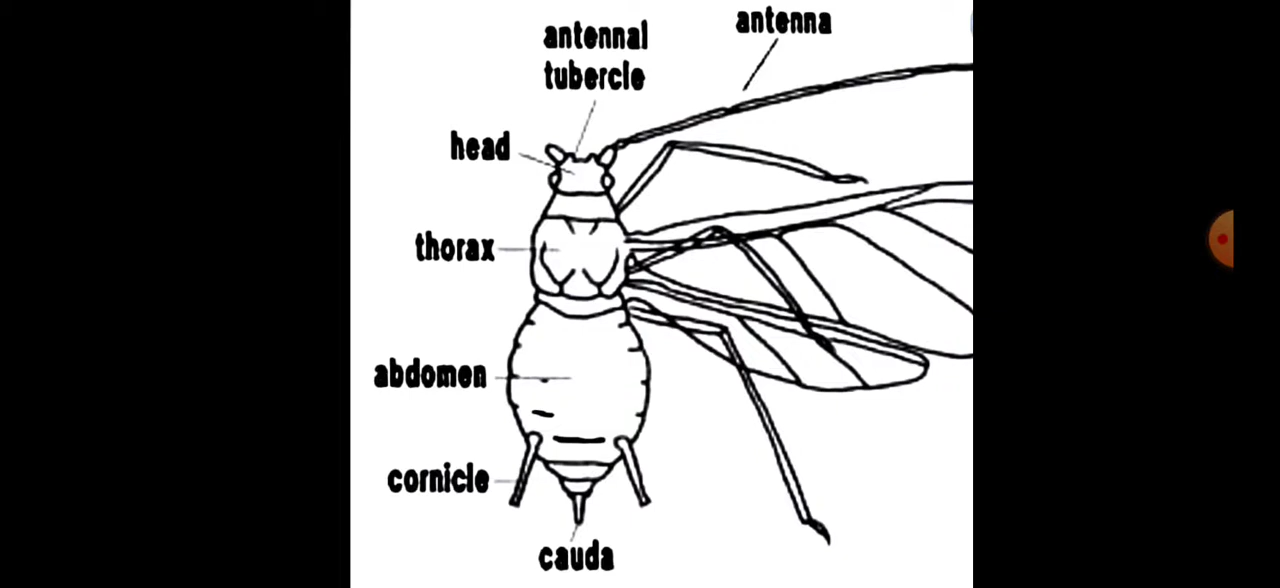 antenna
antennal
tubercle
head
thorax
abdomen
cornicle
cauda